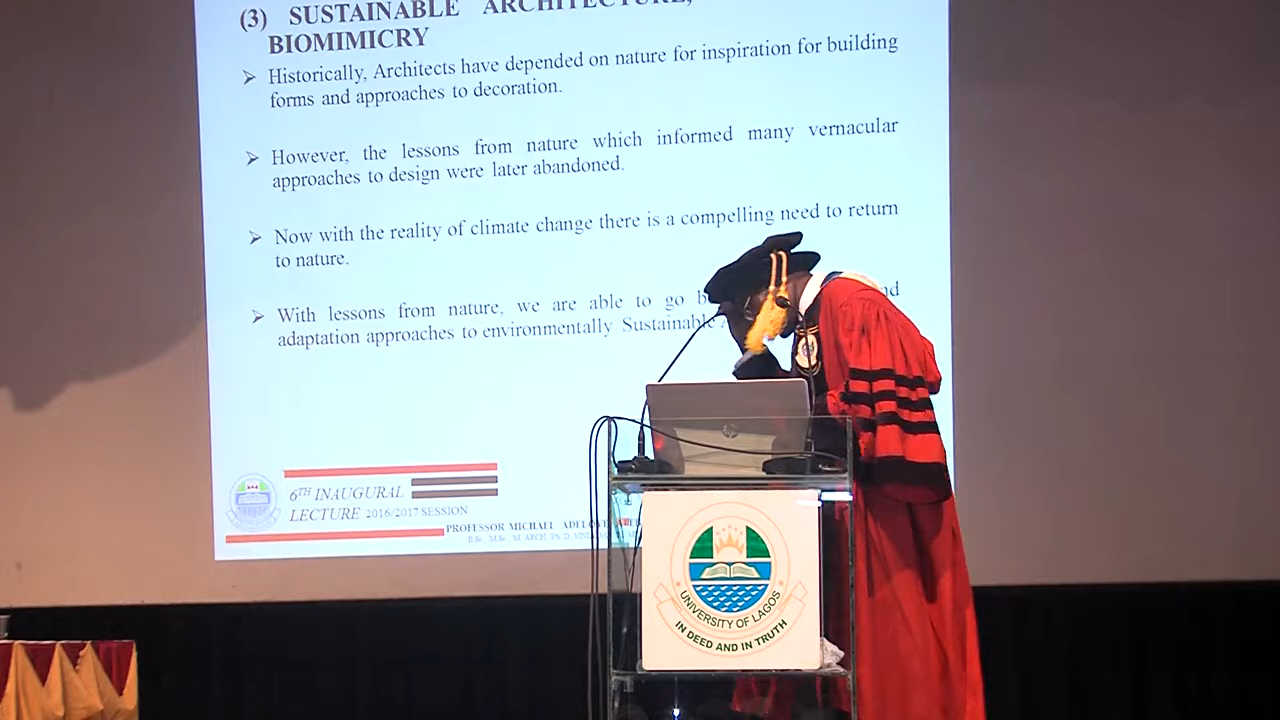 (3) SUSTAINABLE ARCHITECTURE,
BIOMIMICRY
➢ Historically, Architects have depended on nature for inspiration for building
forms and approaches to decoration.
➢ However, the lessons from nature which informed many vernacular
approaches to design were later abandoned.
➢ Now with the reality of climate change there is a compelling need to return
to nature.
➢ With lessons from nature, we are able to go
adaptation approaches to environmentally Sustainable
6TH INAUGURAL
LECTURE 2016/2017 SESSION
PROFESSOR MICHAEL
hp
UNIVERSITY OF LAGOS
IN DEED AND IN TRUTH